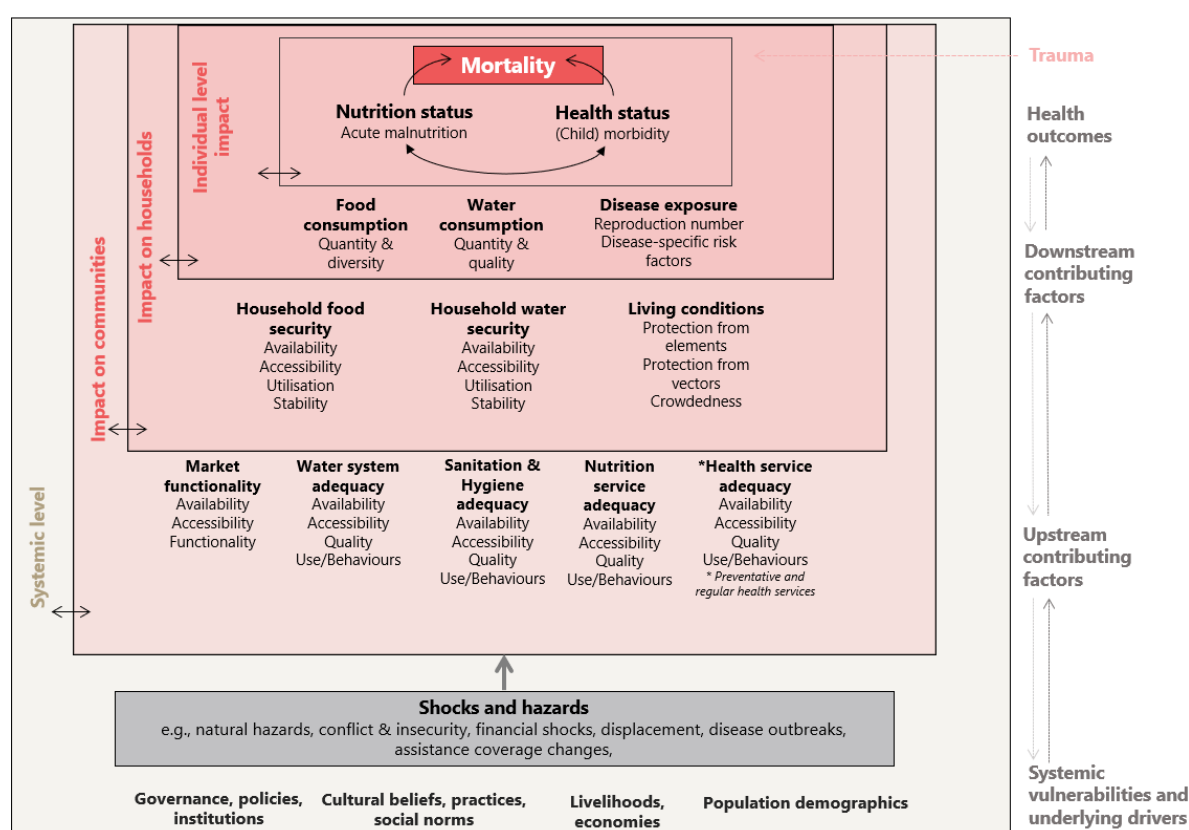 Mortality
Trauma
Nutrition status
Acute malnutrition
Health status
(Child) morbidity
Individual level
impact
Impact on households
Impact on communities
Systemic level
Food
consumption
Quantity &
diversity
Water
consumption
Quantity &
quality
Disease exposure
Reproduction number
Disease-specific risk
factors
Household food
security
Availability
Accessibility
Utilisation
Stability
Household water
security
Availability
Accessibility
Utilisation
Stability
Living conditions
Protection from
elements
Protection from
vectors
Crowdedness
Market
functionality
Availability
Accessibility
Functionality
Water system
adequacy
Availability
Accessibility
Quality
Use/Behaviours
Sanitation &
Hygiene
adequacy
Availability
Accessibility
Quality
Use/Behaviours
Nutrition
service
adequacy
Availability
Accessibility
Quality
Use/Behaviours
*Health service
adequacy
Availability
Accessibility
Quality
Use/Behaviours
* Preventative and
regular health services
Shocks and hazards
e.g., natural hazards, conflict & insecurity, financial shocks, displacement, disease outbreaks,
assistance coverage changes,
Governance, policies,
institutions
Cultural beliefs, practices,
social norms
Livelihoods,
economies
Population demographics
Health
outcomes
Downstream
contributing
factors
Upstream
contributing
factors
Systemic
vulnerabilities and
underlying drivers